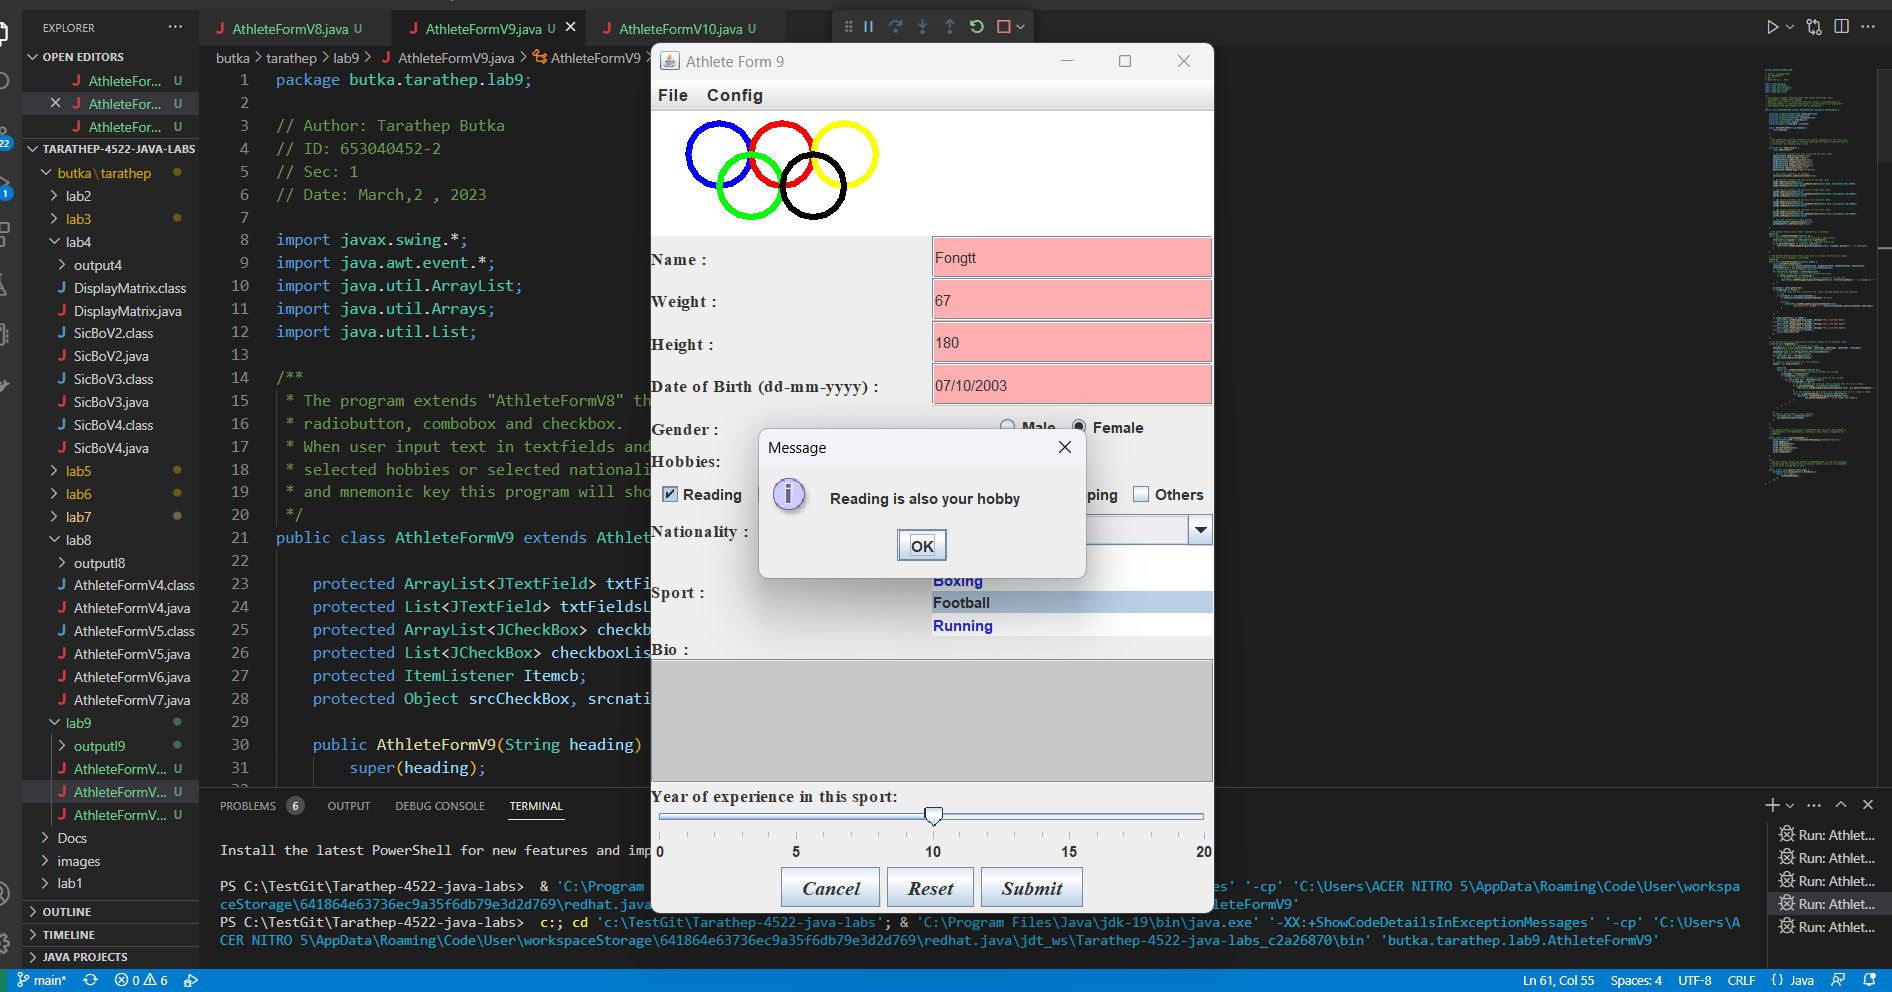 EXPLORER
OPEN EDITORS
AthleteFor... U
AthleteFor... U
AthleteFor... U
TARATHEP-4522-JAVA-LABS
butka\tarathep
lab2
lab3
lab4
output4
DisplayMatrix.class
DisplayMatrix.java
SicBoV2.class
SicBoV2.java
SicBoV3.class
SicBoV3.java
SicBoV4.class
SicBoV4.java
lab5
lab6
lab7
lab8
outputl8
AthleteFormV4.class
AthleteFormV4.java
AthleteFormV5.class
AthleteFormV5.java
AthleteFormV6.java
AthleteFormV7.java
lab9
outputl9
AthleteFormV... U
AthleteFormV... U
AthleteFormV... U
Docs
images
lab1
OUTLINE
TIMELINE
JAVA PROJECTS
22
1
AthleteFormV8.java U
AthleteFormV9.java U
AthleteFormV10.java U
butka > tarathep > lab9 > AthleteFormV9.java > AthleteFormV9
1 package butka.tarathep.lab9;
2
3 // Author: Tarathep Butka
4 // ID: 653040452-2
5 // Sec: 1
6 // Date: March,2 , 2023
7
8 import javax.swing.*;
9 import java.awt.event.*;
10 import java.util.ArrayList;
11 import java.util.Arrays;
12 import java.util.List;
13
14 /**
15 * The program extends "AthleteFormV8" th
16 * radiobutton, combobox and checkbox.
17 * When user input text in textfields and
18 * selected hobbies or selected nationali
19 * and mnemonic key this program will sho
20 */
21 public class AthleteFormV9 extends Athlet
22
23 protected ArrayList<JTextField> txtFi
24 protected List<JTextField> txtFieldsL
25 protected ArrayList<JCheckBox> checkb
26 protected List<JCheckBox> checkboxLis
27 protected ItemListener Itemcb;
28 protected Object srcCheckBox, srcnati
29
30 public AthleteFormV9(String heading)
31 super(heading);
Athlete Form 9
File Config
Name : Fongtt
Weight : 67
Height : 180
Date of Birth (dd-mm-yyyy) : 07/10/2003
Gender : Male Female
Hobbies:
Reading ping Others
Nationality :
Message
Reading is also your hobby
OK
Sport :
Boxing
Football
Running
Bio :
Year of experience in this sport:
0 5 10 15 20
Cancel Reset Submit
PROBLEMS 6 OUTPUT DEBUG CONSOLE TERMINAL
Install the latest PowerShell for new features and imp
PS C:\TestGit\Tarathep-4522-java-labs> & 'C:\Program es' '-cp' 'C:\Users\ACER NITRO 5\AppData\Roaming\Code\User\workspa
ceStorage\641864e63736ec9a35f6db79e3d2d769\redhat.java leteFormV9'
PS C:\TestGit\Tarathep-4522-java-labs> c:; cd 'c:\TestGit\Tarathep-4522-java-labs'; & 'C:\Program Files\Java\jdk-19\bin\java.exe' '-XX:+ShowCodeDetailsInExceptionMessages' '-cp' 'C:\Users\A
CER NITRO 5\AppData\Roaming\Code\User\workspaceStorage\641864e63736ec9a35f6db79e3d2d769\redhat.java\jdt_ws\Tarathep-4522-java-labs_c2a26870\bin' 'butka.tarathep.lab9.AthleteFormV9'
Run: Athlet...
Run: Athlet...
Run: Athlet...
Run: Athlet...
Run: Athlet...
main* 0 6
Ln 61, Col 55 Spaces: 4 UTF-8 CRLF {} Java